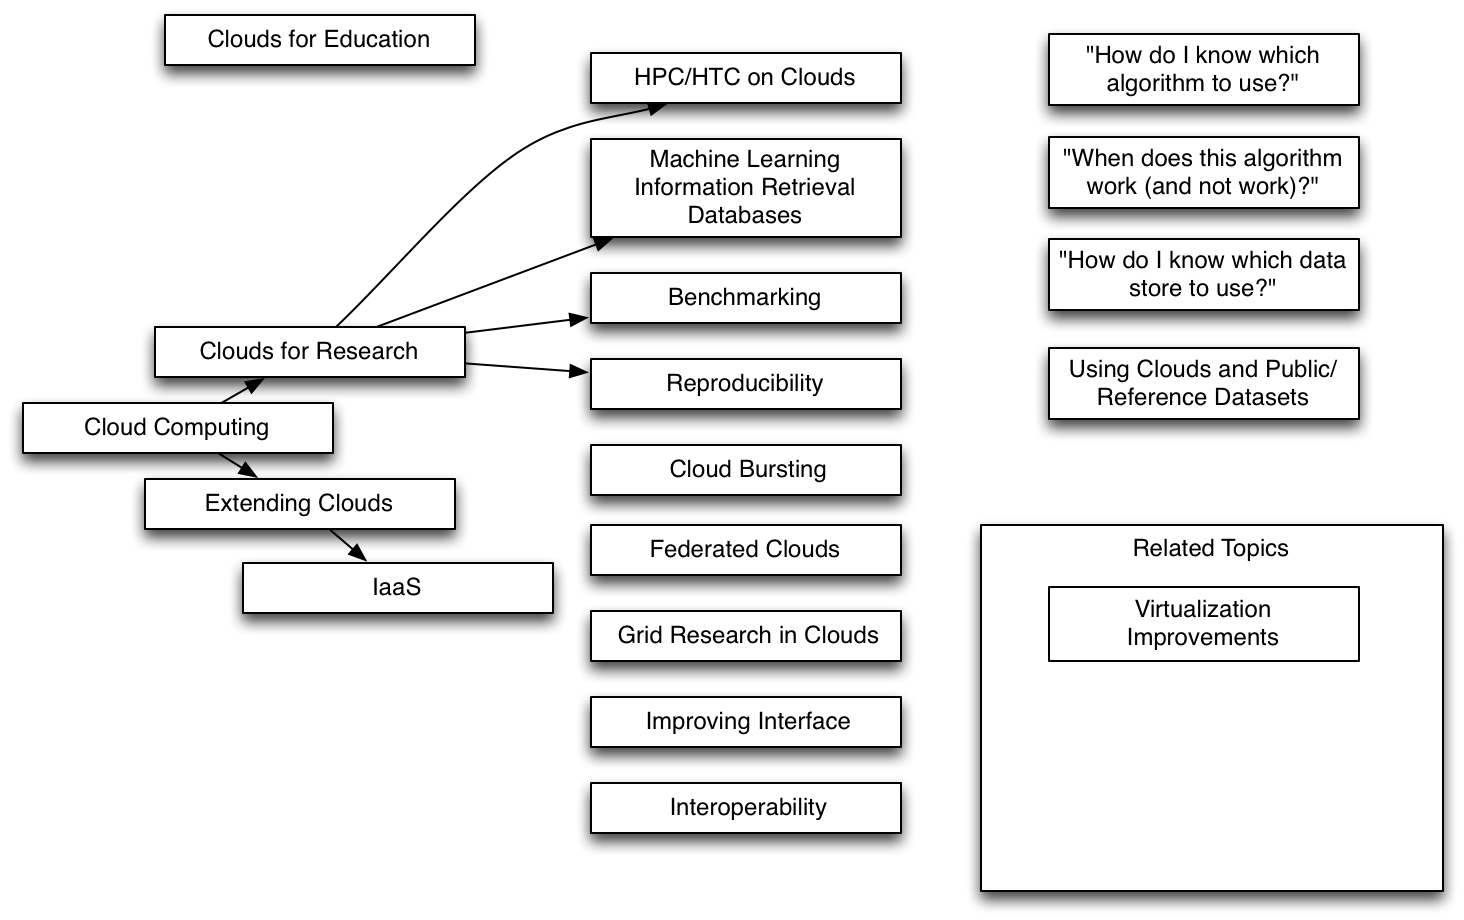 Clouds for Education
HPC/HTC on Clouds
Machine Learning
Information Retrieval
Databases
Benchmarking
Clouds for Research
Reproducibility
Cloud Computing
Cloud Bursting
Extending Clouds
Federated Clouds
IaaS
Grid Research in Clouds
Improving Interface
Interoperability
"How do I know which
algorithm to use?"
"When does this algorithm
work (and not work)?"
"How do I know which data
store to use?"
Using Clouds and Public/
Reference Datasets
Related Topics
Virtualization
Improvements